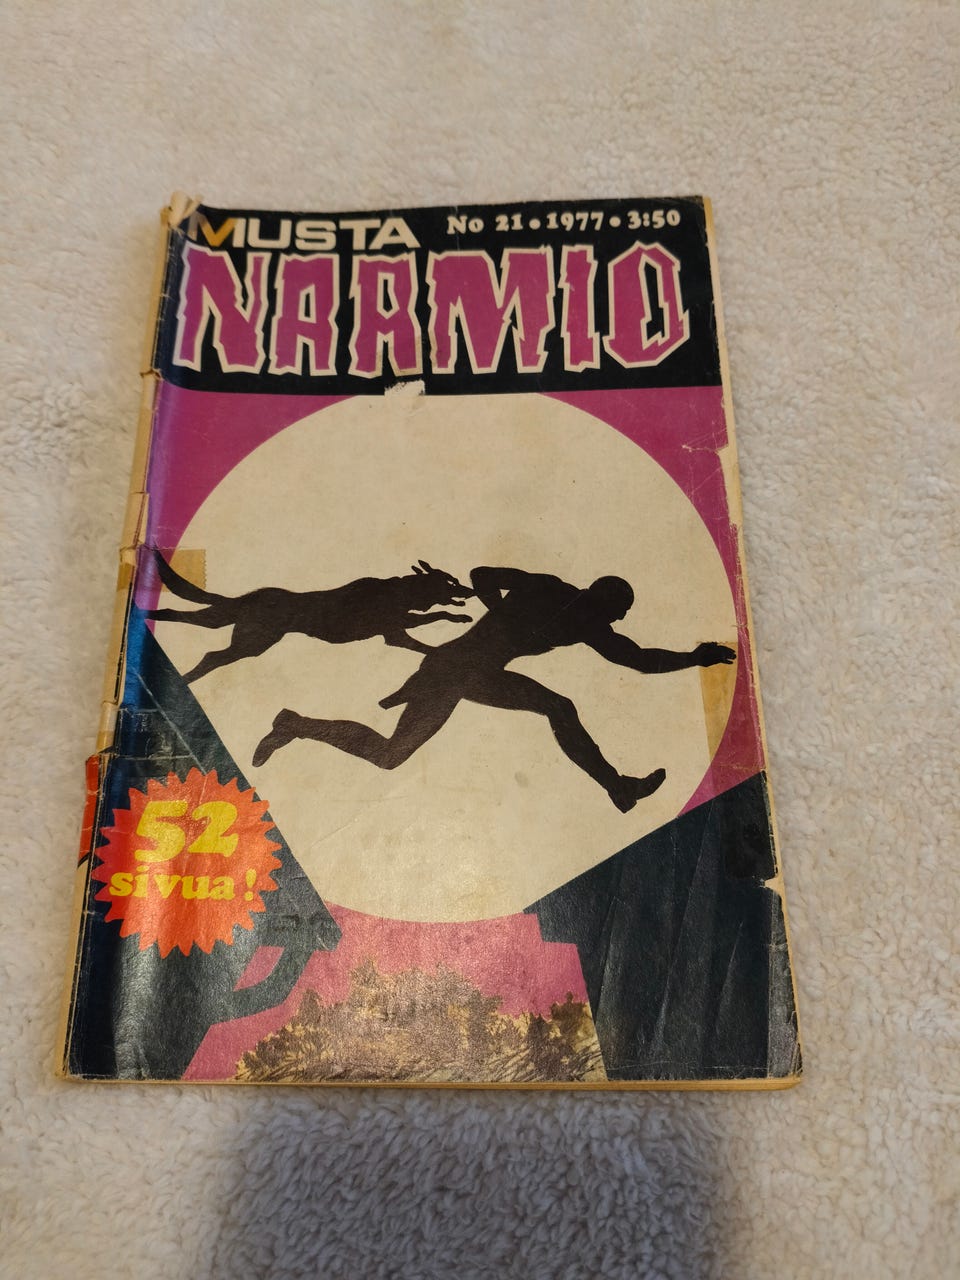 MUSTA
No 21 • 1977 • 3:50
NAAMIO
52
sivua!